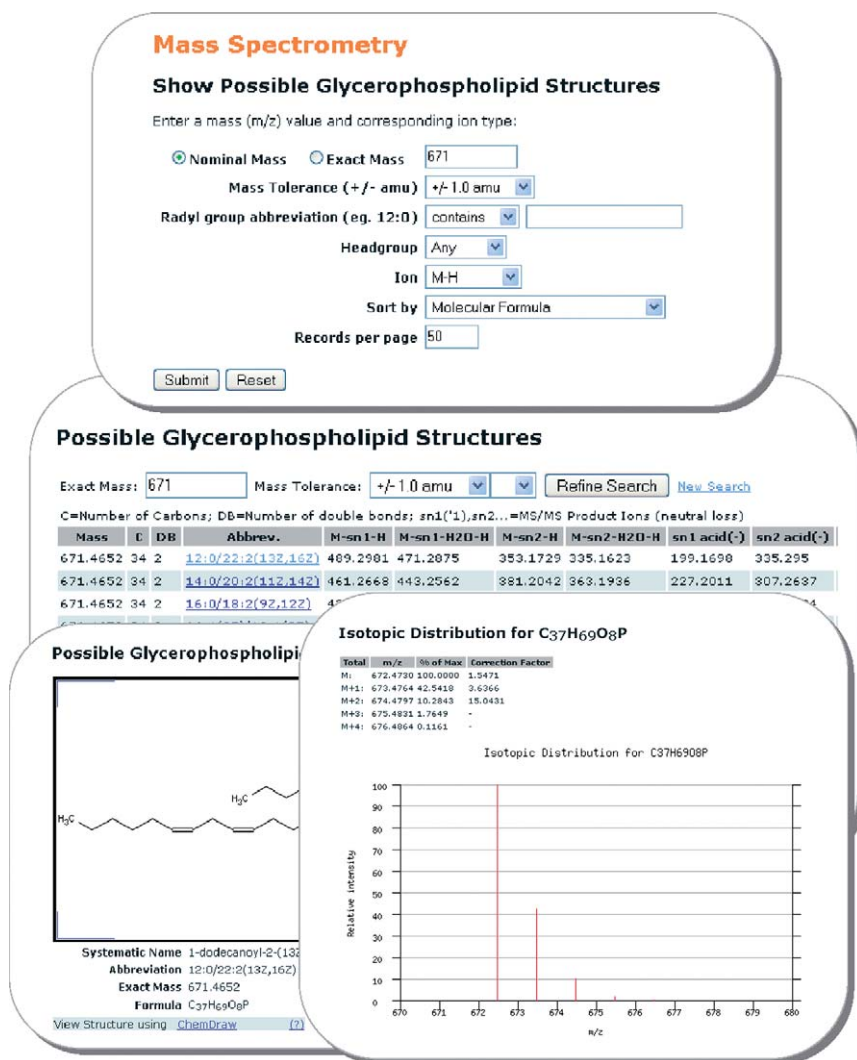 Mass Spectrometry
Show Possible Glycerophospholipid Structures
Enter a mass (m/z) value and corresponding ion type:
Nominal Mass Exact Mass 671
Mass Tolerance (+/- amu) +/- 1.0 amu
Radyl group abbreviation (eg. 12:0) contains
Headgroup Any
Ion M-H
Sort by Molecular Formula
Records per page 50
Submit Reset
Possible Glycerophospholipid Structures
Exact Mass: 671 Mass Tolerance: +/- 1.0 amu Refine Search New Search
C=Number of Carbons; DB=Number of double bonds; sn1('1),sn2...=MS/MS Product Ions (neutral loss)
Mass C DB Abbrev. M-sn1-H M-sn1-H2O-H M-sn2-H M-sn2-H2O-H sn1 acid(-) sn2 acid(-)
671.4652 34 2 12:0/22:2(13Z,16Z) 489.2981 471.2875 353.1729 335.1623 199.1698 335.295
671.4652 34 2 14:0/20:2(11Z,14Z) 461.2668 443.2562 381.2042 363.1936 227.2011 307.2637
671.4652 34 2 16:0/18:2(9Z,12Z)
Possible Glycerophospholipi
H3C
H3C
Systematic Name 1-dodecanoyl-2-(13Z
Abbreviation 12:0/22:2(13Z,16Z)
Exact Mass 671.4652
Formula C37H69O8P
View Structure using ChemDraw (?)
Isotopic Distribution for C37H69O8P
Total m/z % of Max Correction Factor
M: 672.4730 100.0000 1.5471
M+1: 673.4764 42.5418 3.6366
M+2: 674.4797 10.2843 15.0431
M+3: 675.4831 1.7649 -
M+4: 676.4864 0.1161 -
Isotopic Distribution for C37H69O8P
Relative intensity
100
90
80
70
60
50
40
30
20
10
0
670 671 672 673 674 675 676 677 678 679 680
m/z